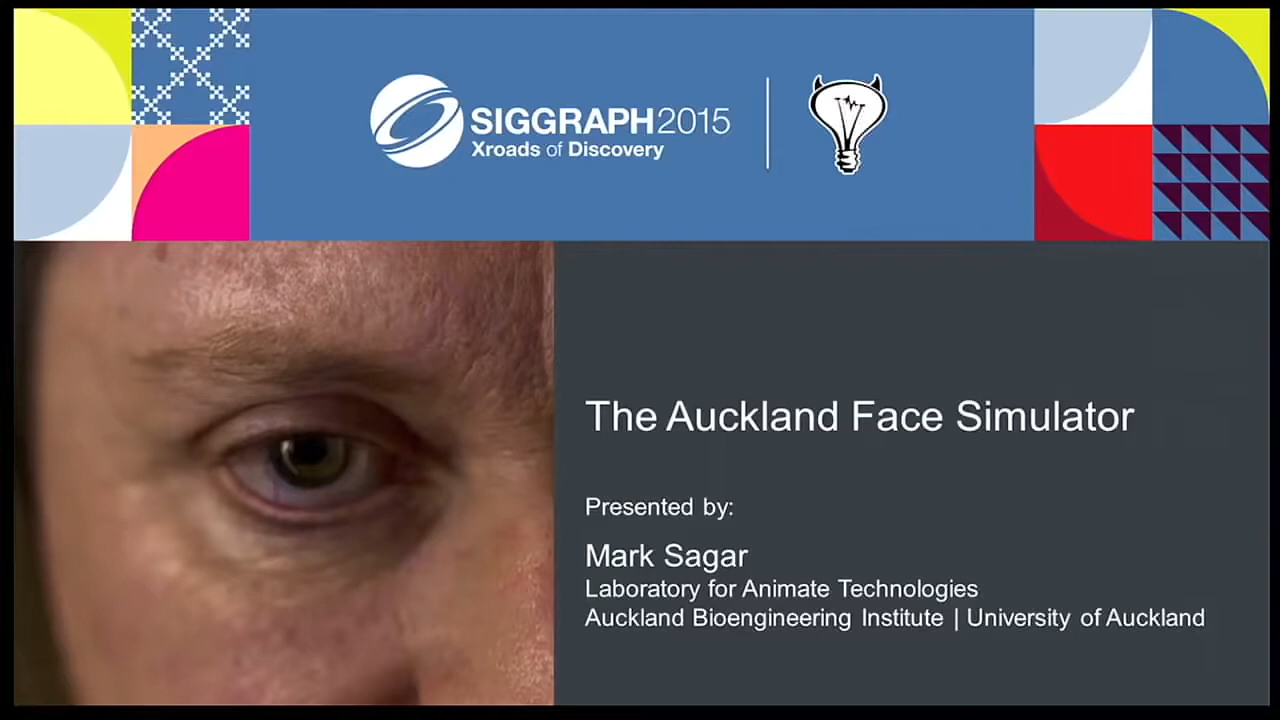 SIGGRAPH2015
Xroads of Discovery
The Auckland Face Simulator
Presented by:
Mark Sagar
Laboratory for Animate Technologies
Auckland Bioengineering Institute | University of Auckland